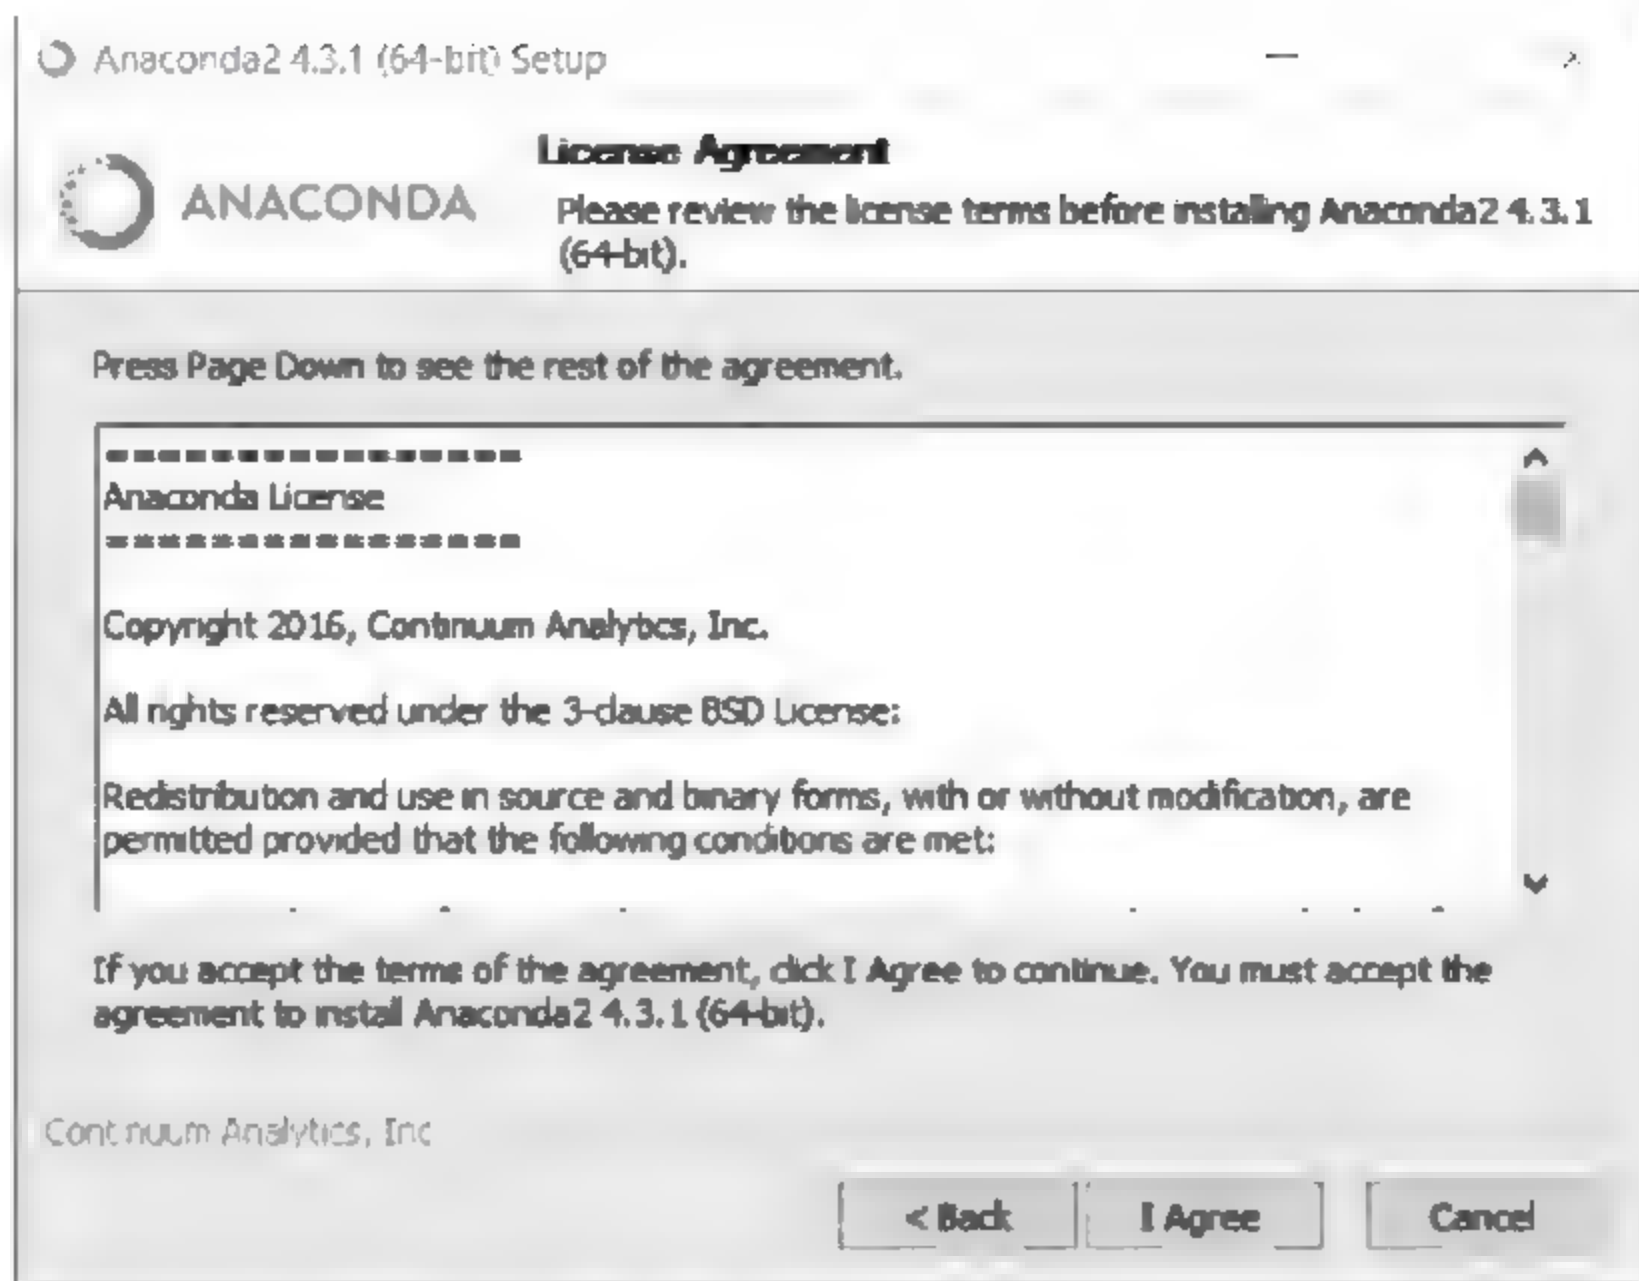 Anaconda2 4.3.1 (64-bit) Setup
ANACONDA
License Agreement
Please review the license terms before installing Anaconda2 4.3.1
(64-bit).
Press Page Down to see the rest of the agreement.
================
Anaconda License
================
Copyright 2016, Continuum Analytics, Inc.
All rights reserved under the 3-clause BSD License:
Redistribution and use in source and binary forms, with or without modification, are
permitted provided that the following conditions are met:
If you accept the terms of the agreement, click I Agree to continue. You must accept the
agreement to install Anaconda2 4.3.1 (64-bit).
Continuum Analytics, Inc
< Back
I Agree
Cancel